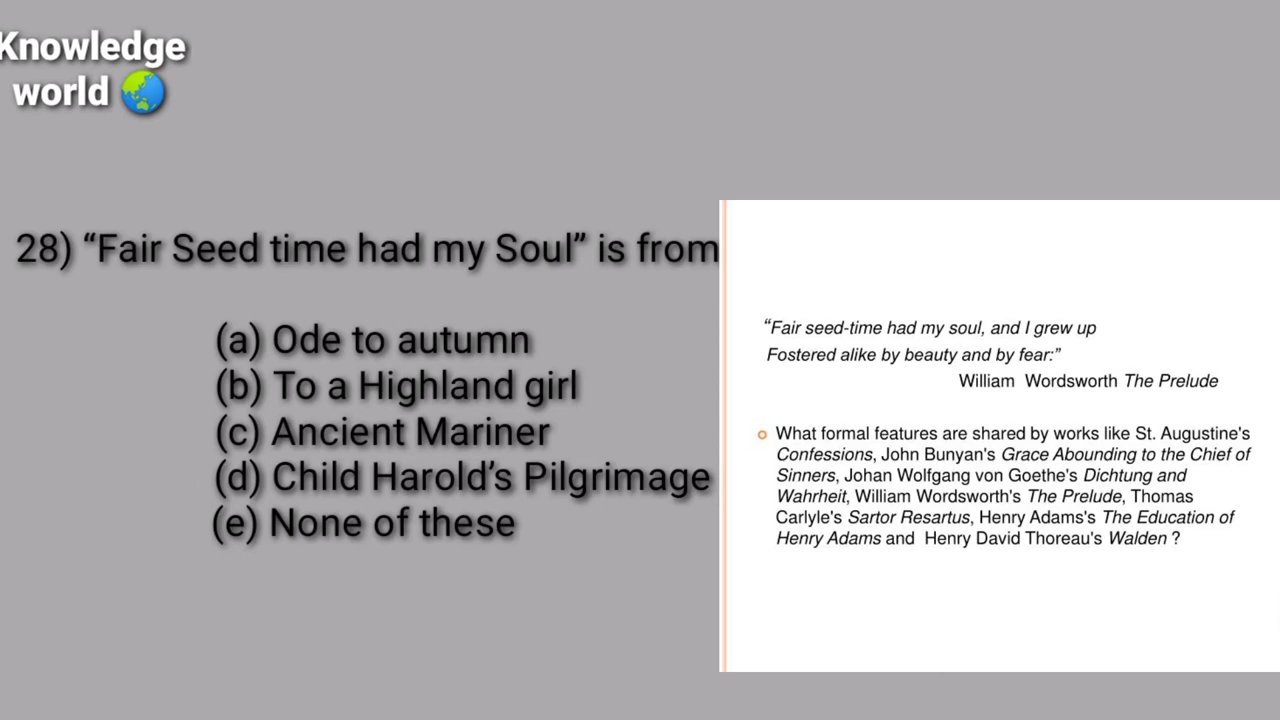 Knowledge
world
28) “Fair Seed time had my Soul” is from
(a) Ode to autumn
(b) To a Highland girl
(c) Ancient Mariner
(d) Child Harold’s Pilgrimage
(e) None of these
“Fair seed-time had my soul, and I grew up
Fostered alike by beauty and by fear:”
William Wordsworth The Prelude
What formal features are shared by works like St. Augustine's
Confessions, John Bunyan's Grace Abounding to the Chief of
Sinners, Johan Wolfgang von Goethe's Dichtung and
Wahrheit, William Wordsworth's The Prelude, Thomas
Carlyle's Sartor Resartus, Henry Adams's The Education of
Henry Adams and Henry David Thoreau's Walden ?